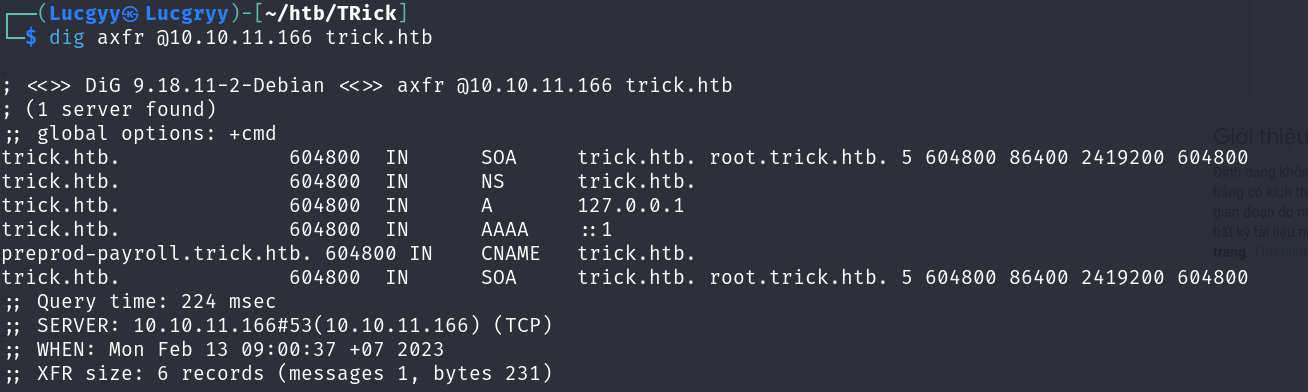 ┌──(Lucgyy㉿Lucgryy)-[~/htb/TRick]
└─$ dig axfr @10.10.11.166 trick.htb
; <<>> DiG 9.18.11-2-Debian <<>> axfr @10.10.11.166 trick.htb
; (1 server found)
;; global options: +cmd
trick.htb. 604800 IN SOA trick.htb. root.trick.htb. 5 604800 86400 2419200 604800
trick.htb. 604800 IN NS trick.htb.
trick.htb. 604800 IN A 127.0.0.1
trick.htb. 604800 IN AAAA ::1
preprod-payroll.trick.htb. 604800 IN CNAME trick.htb.
trick.htb. 604800 IN SOA trick.htb. root.trick.htb. 5 604800 86400 2419200 604800
;; Query time: 224 msec
;; SERVER: 10.10.11.166#53(10.10.11.166) (TCP)
;; WHEN: Mon Feb 13 09:00:37 +07 2023
;; XFR size: 6 records (messages 1, bytes 231)
Giới thiệu
Định dạng khôn
bảng có kích t
gián đoạn do n
bất kỳ tài liệu n
trang. Tìm hiểu